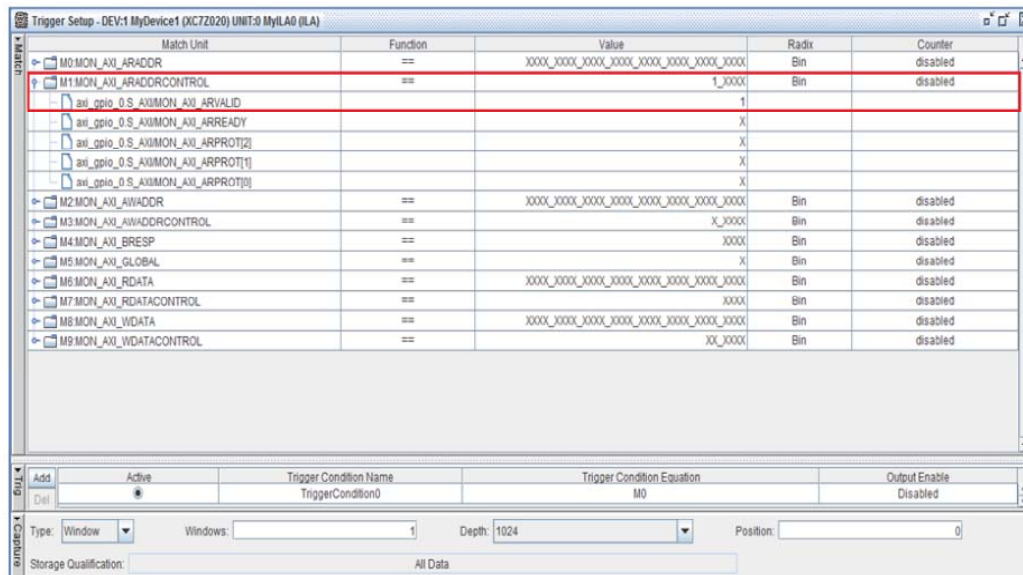 Trigger Setup - DEV:1 MyDevice1 (XC7Z020) UNIT:0 MyILA0 (ILA)
Match
Match Unit Function Value Radix Counter
M0:MON_AXI_ARADDR == XXXX_XXXX_XXXX_XXXX_XXXX_XXXX_XXXX_XXXX Bin disabled
M1:MON_AXI_ARADDRCONTROL == 1_XXXX Bin disabled
axi_gpio_0.S_AXI/MON_AXI_ARVALID 1
axi_gpio_0.S_AXI/MON_AXI_ARREADY X
axi_gpio_0.S_AXI/MON_AXI_ARPROT[2] X
axi_gpio_0.S_AXI/MON_AXI_ARPROT[1] X
axi_gpio_0.S_AXI/MON_AXI_ARPROT[0] X
M2:MON_AXI_AWADDR == XXXX_XXXX_XXXX_XXXX_XXXX_XXXX_XXXX_XXXX Bin disabled
M3:MON_AXI_AWADDRCONTROL == X_XXXX Bin disabled
M4:MON_AXI_BRESP == XXXX Bin disabled
M5:MON_AXI_GLOBAL == X Bin disabled
M6:MON_AXI_RDATA == XXXX_XXXX_XXXX_XXXX_XXXX_XXXX_XXXX_XXXX Bin disabled
M7:MON_AXI_RDATACONTROL == XXXX Bin disabled
M8:MON_AXI_WDATA == XXXX_XXXX_XXXX_XXXX_XXXX_XXXX_XXXX_XXXX Bin disabled
M9:MON_AXI_WDATACONTROL == XX_XXXX Bin disabled
Trig
Add Active Trigger Condition Name Trigger Condition Equation Output Enable
Del TriggerCondition0 M0 Disabled
Capture
Type: Window Windows: 1 Depth: 1024 Position: 0
Storage Qualification: All Data